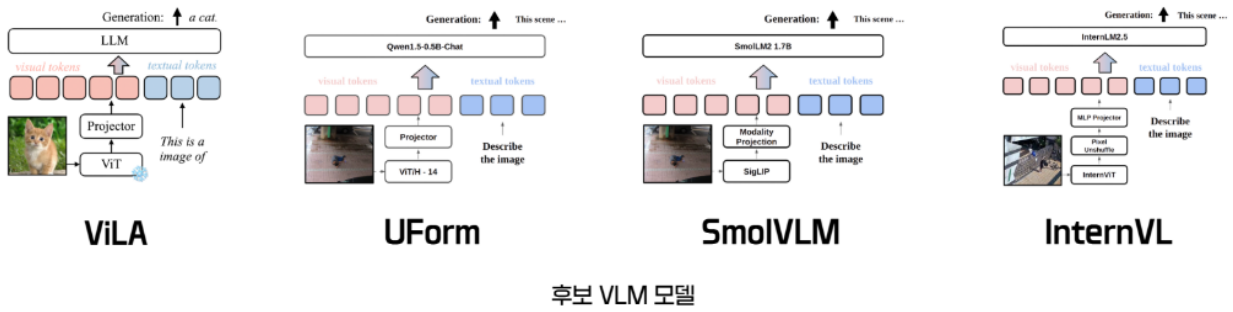 Generation: a cat.
LLM
visual tokens textual tokens
Projector
ViT
This is a
image of
ViLA
Generation: This scene ...
Qwen1.5-0.5B-Chat
visual tokens textual tokens
Projector
ViT/H - 14
Describe
the image
UForm
Generation: This scene ...
SmolLM2 1.7B
visual tokens textual tokens
Modality
Projection
SigLIP
Describe
the image
SmolVLM
Generation: This scene ...
InternLM2.5
visual tokens textual tokens
MLP Projector
Pixel
Unshuffle
InternViT
Describe
the image
InternVL
후보 VLM 모델